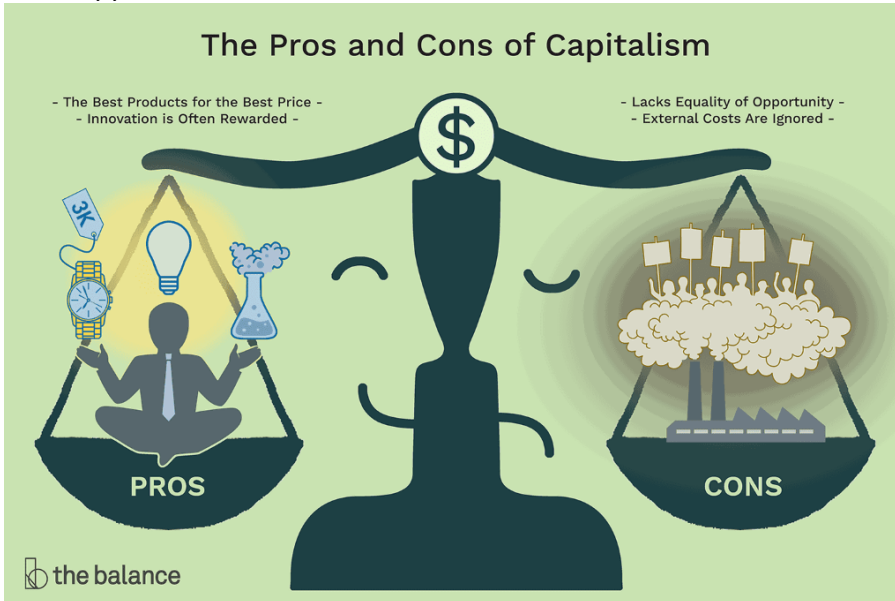 The Pros and Cons of Capitalism
- The Best Products for the Best Price -
- Innovation is Often Rewarded -
- Lacks Equality of Opportunity -
- External Costs Are Ignored -
$
3K
PROS
CONS
the balance